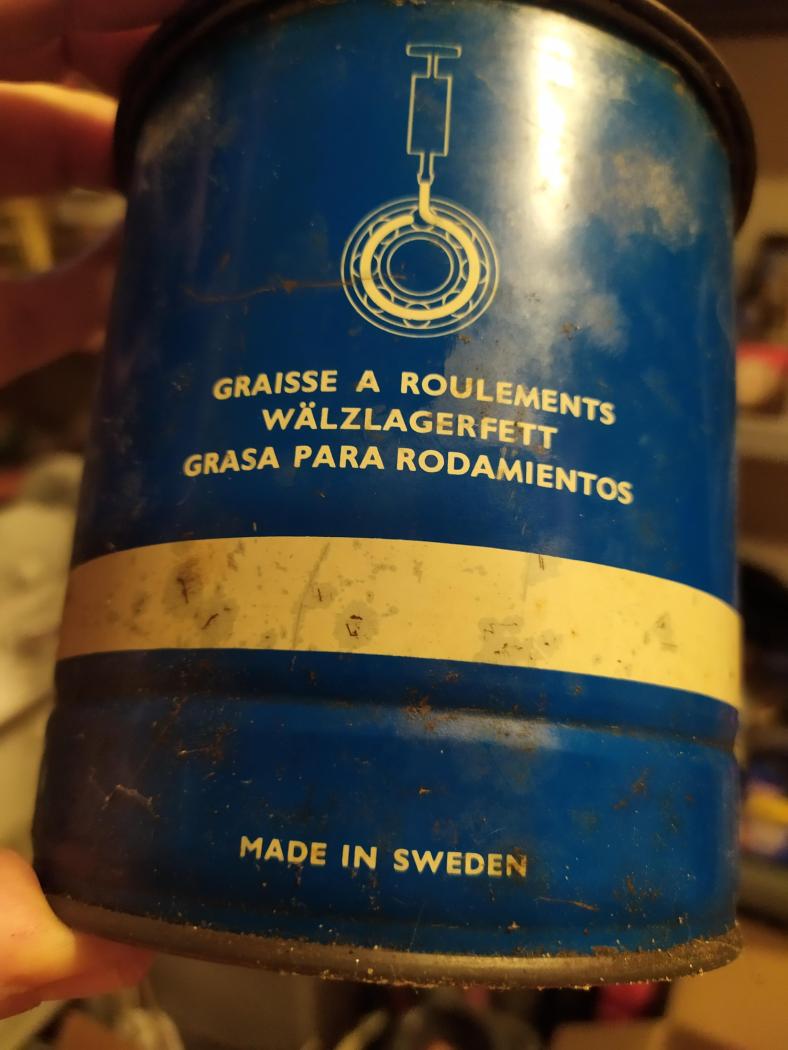 GRAISSE A ROULEMENTS
WÄLZLAGERFETT
GRASA PARA RODAMIENTOS
MADE IN SWEDEN